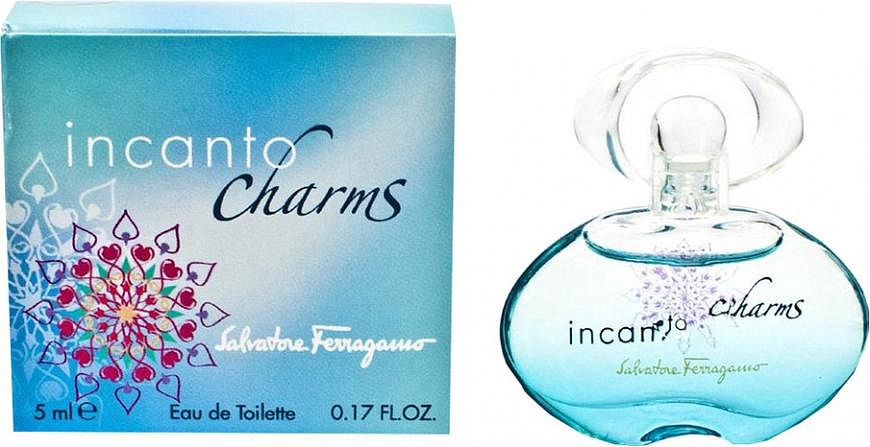 incanto
Charms
Salvatore Ferragamo
5 ml ℮ Eau de Toilette 0.17 FL.OZ.
Charms
incanto
Salvatore Ferragamo